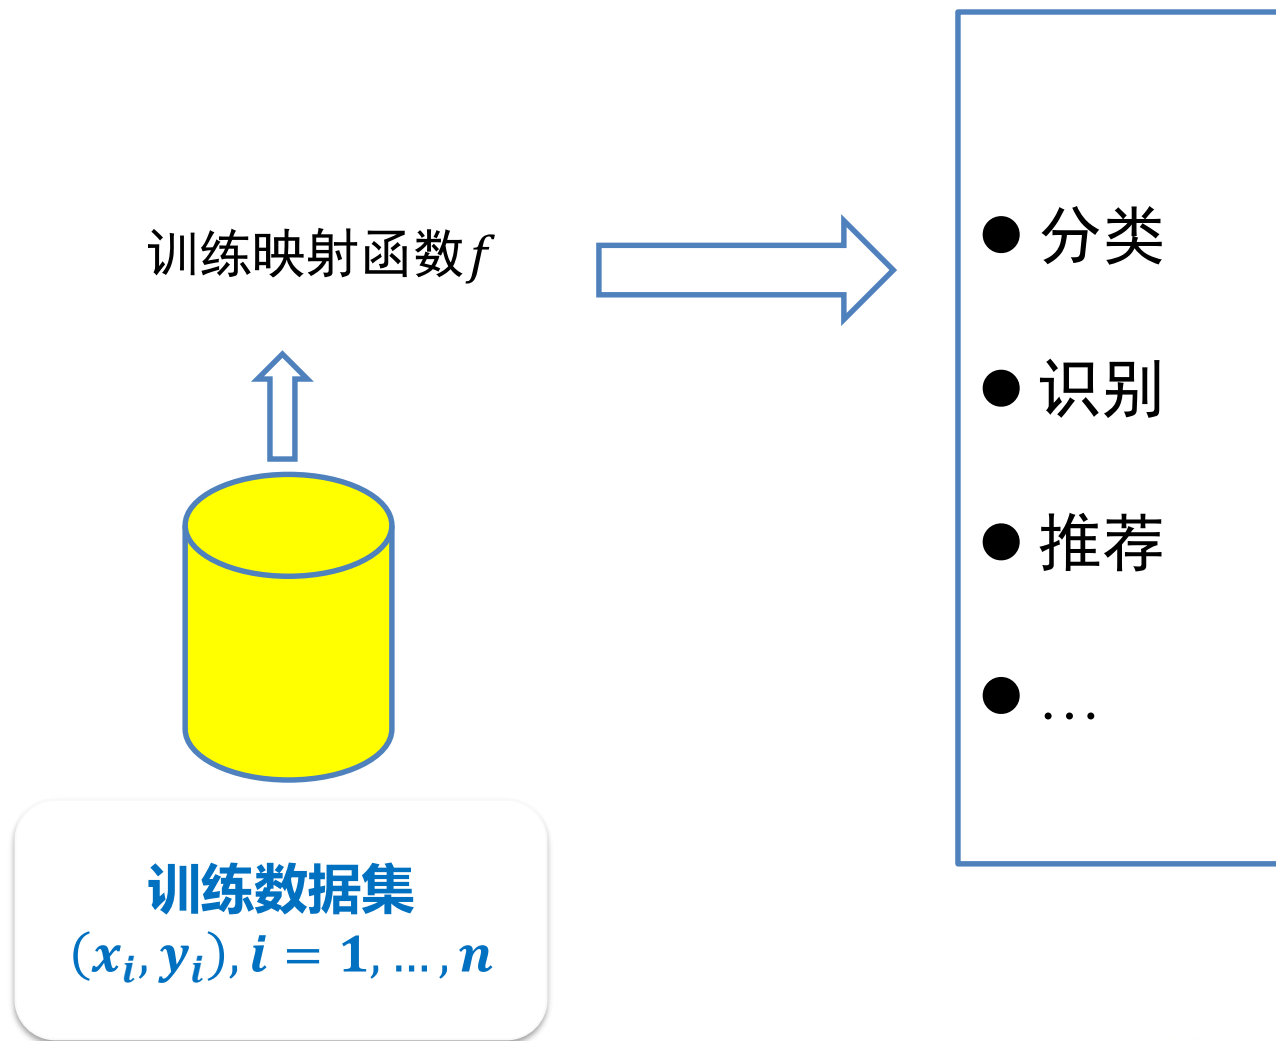 训练映射函数f
● 分类
● 识别
● 推荐
● …
训练数据集
(xᵢ, yᵢ), i = 1, … , n